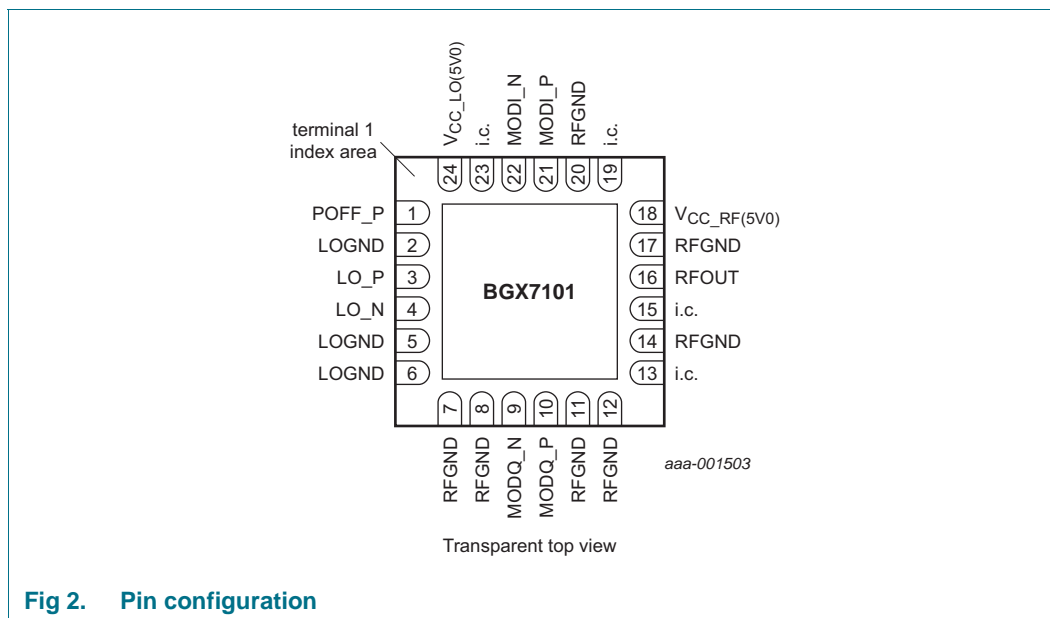 VCC_LO(5V0)
i.c.
MODI_N
MODI_P
RFGND
i.c.
terminal 1
index area
24
23
22
21
20
19
POFF_P 1
LOGND 2
LO_P 3
LO_N 4
LOGND 5
LOGND 6
BGX7101
18 VCC_RF(5V0)
17 RFGND
16 RFOUT
15 i.c.
14 RFGND
13 i.c.
7
8
9
10
11
12
RFGND
RFGND
MODQ_N
MODQ_P
RFGND
RFGND
aaa-001503
Transparent top view
Fig 2. Pin configuration